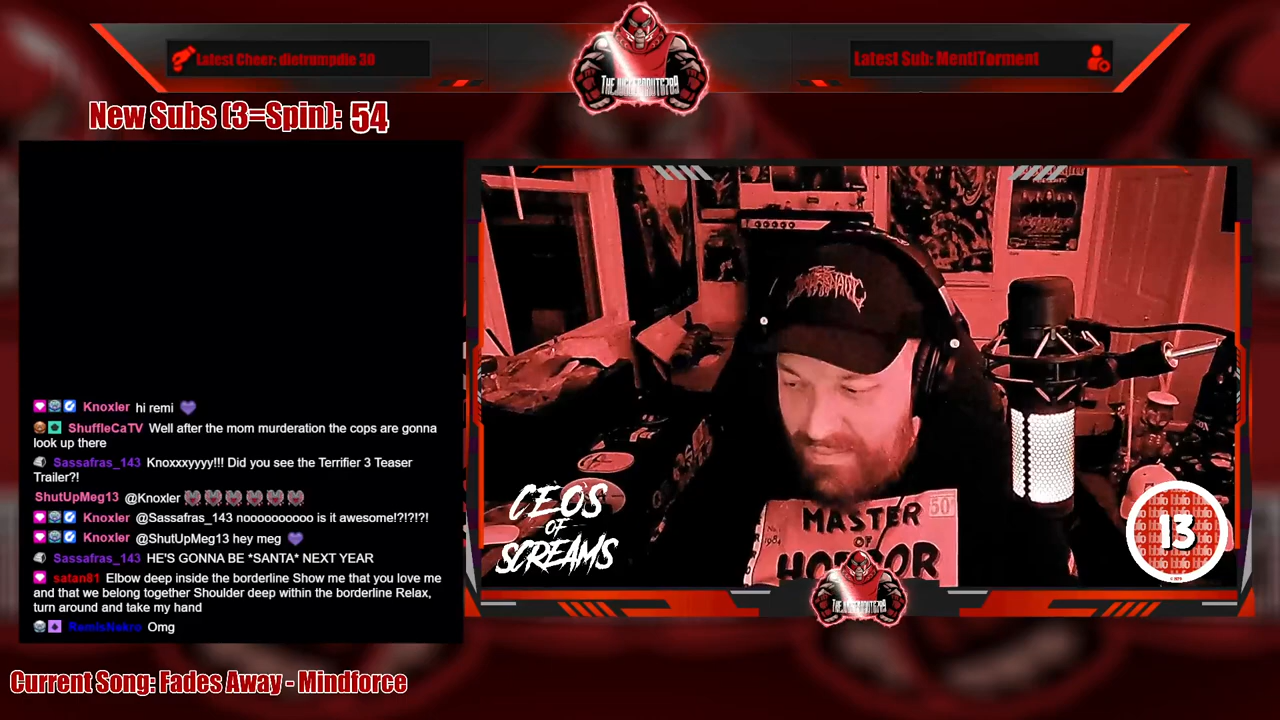 Latest Cheer: dietrumpdie 30
THEJUGGERNAUT6789
Latest Sub: MentiTorment
New Subs (3=Spin): 54
Knoxler hi remi
ShuffleCaTV Well after the mom murderation the cops are gonna
look up there
Sassafras_143 Knoxxxyyyy!!! Did you see the Terrifier 3 Teaser
Trailer?!
ShutUpMeg13 @Knoxler
Knoxler @Sassafras_143 noooooooooo is it awesome!?!?!?!
Knoxler @ShutUpMeg13 hey meg
Sassafras_143 HE'S GONNA BE *SANTA* NEXT YEAR
satan81 Elbow deep inside the borderline Show me that you love me
and that we belong together Shoulder deep within the borderline Relax,
turn around and take my hand
RemisNekro Omg
CEOS
OF
SCREAMS
MASTER
OF
HORROR
50¢
13
THEJUGGERNAUT6789
Current Song: Fades Away - Mindforce